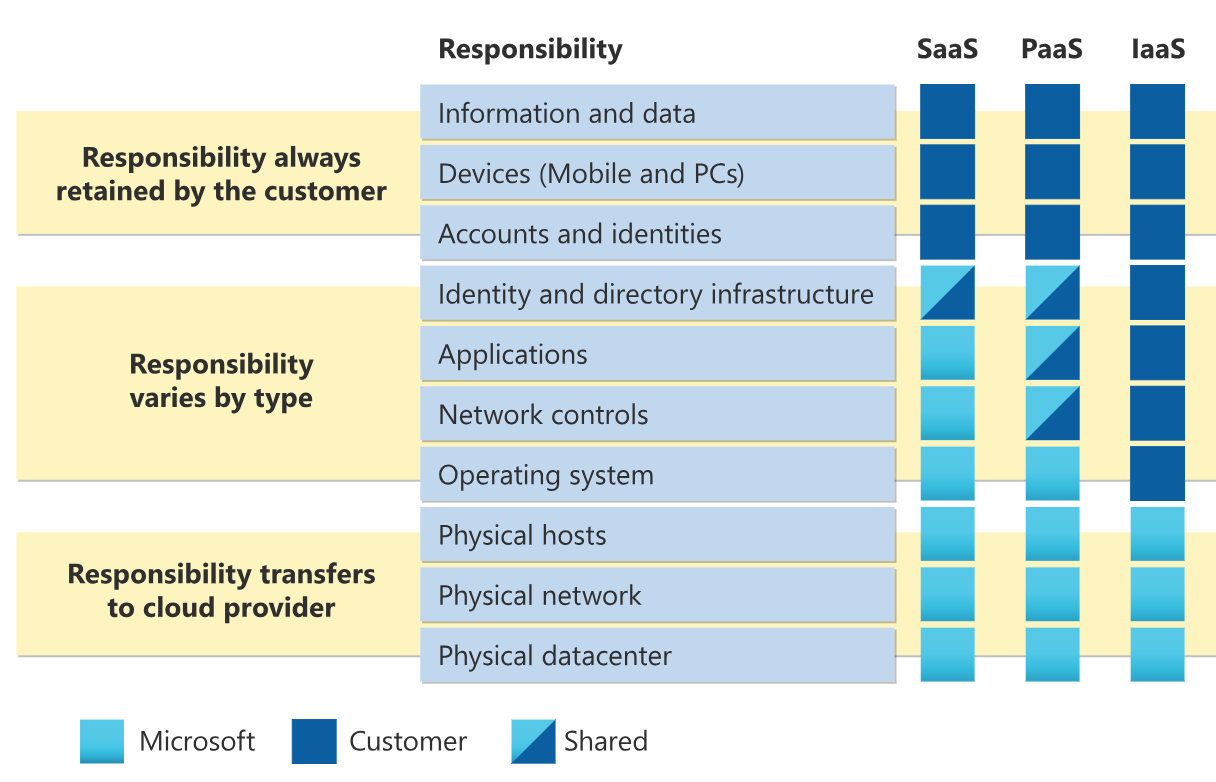 Responsibility SaaS PaaS IaaS
Responsibility always
retained by the customer
Information and data
Devices (Mobile and PCs)
Accounts and identities
Responsibility
varies by type
Identity and directory infrastructure
Applications
Network controls
Operating system
Responsibility transfers
to cloud provider
Physical hosts
Physical network
Physical datacenter
Microsoft Customer Shared